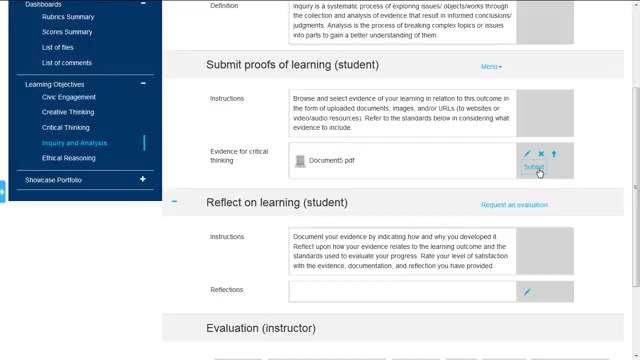 Dashboards
Rubrics Summary
Scores Summary
List of files
List of comments
Learning Objectives
Civic Engagement
Creative Thinking
Critical Thinking
Inquiry and Analysis
Ethical Reasoning
Showcase Portfolio
Definition
Inquiry is a systematic process of exploring issues/ objects/works through
the collection and analysis of evidence that result in informed conclusions/
judgments. Analysis is the process of breaking complex topics or issues
into parts to gain a better understanding of them.
Submit proofs of learning (student)
Menu
Instructions
Browse and select evidence of your learning in relation to this outcome in
the form of uploaded documents, images, and/or URLs (to websites or
video/audio resources). Refer to the standards below in considering what
evidence to include.
Evidence for critical
thinking
Document5.pdf
Submit
Reflect on learning (student)
Request an evaluation
Instructions
Document your evidence by indicating how and why you developed it
Reflect upon how your evidence relates to the learning outcome and the
standards used to evaluate your progress. Rate your level of satisfaction
with the evidence, documentation, and reflection you have provided
Reflections
Evaluation (instructor)